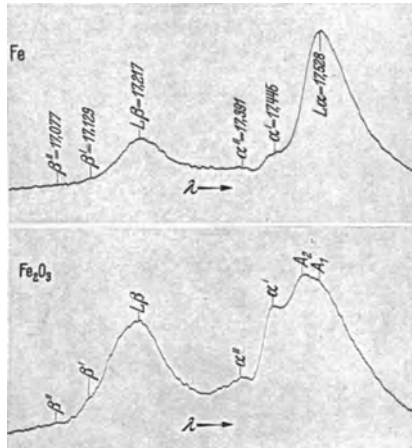 Fe
β"=17,077
β'=17,129
Lβ=17,217
α"=17,391
α'=17,446
Lα=17,528
λ→
Fe₂O₃
β"
β'
Lβ
α"
α'
A₂
A₁
λ→